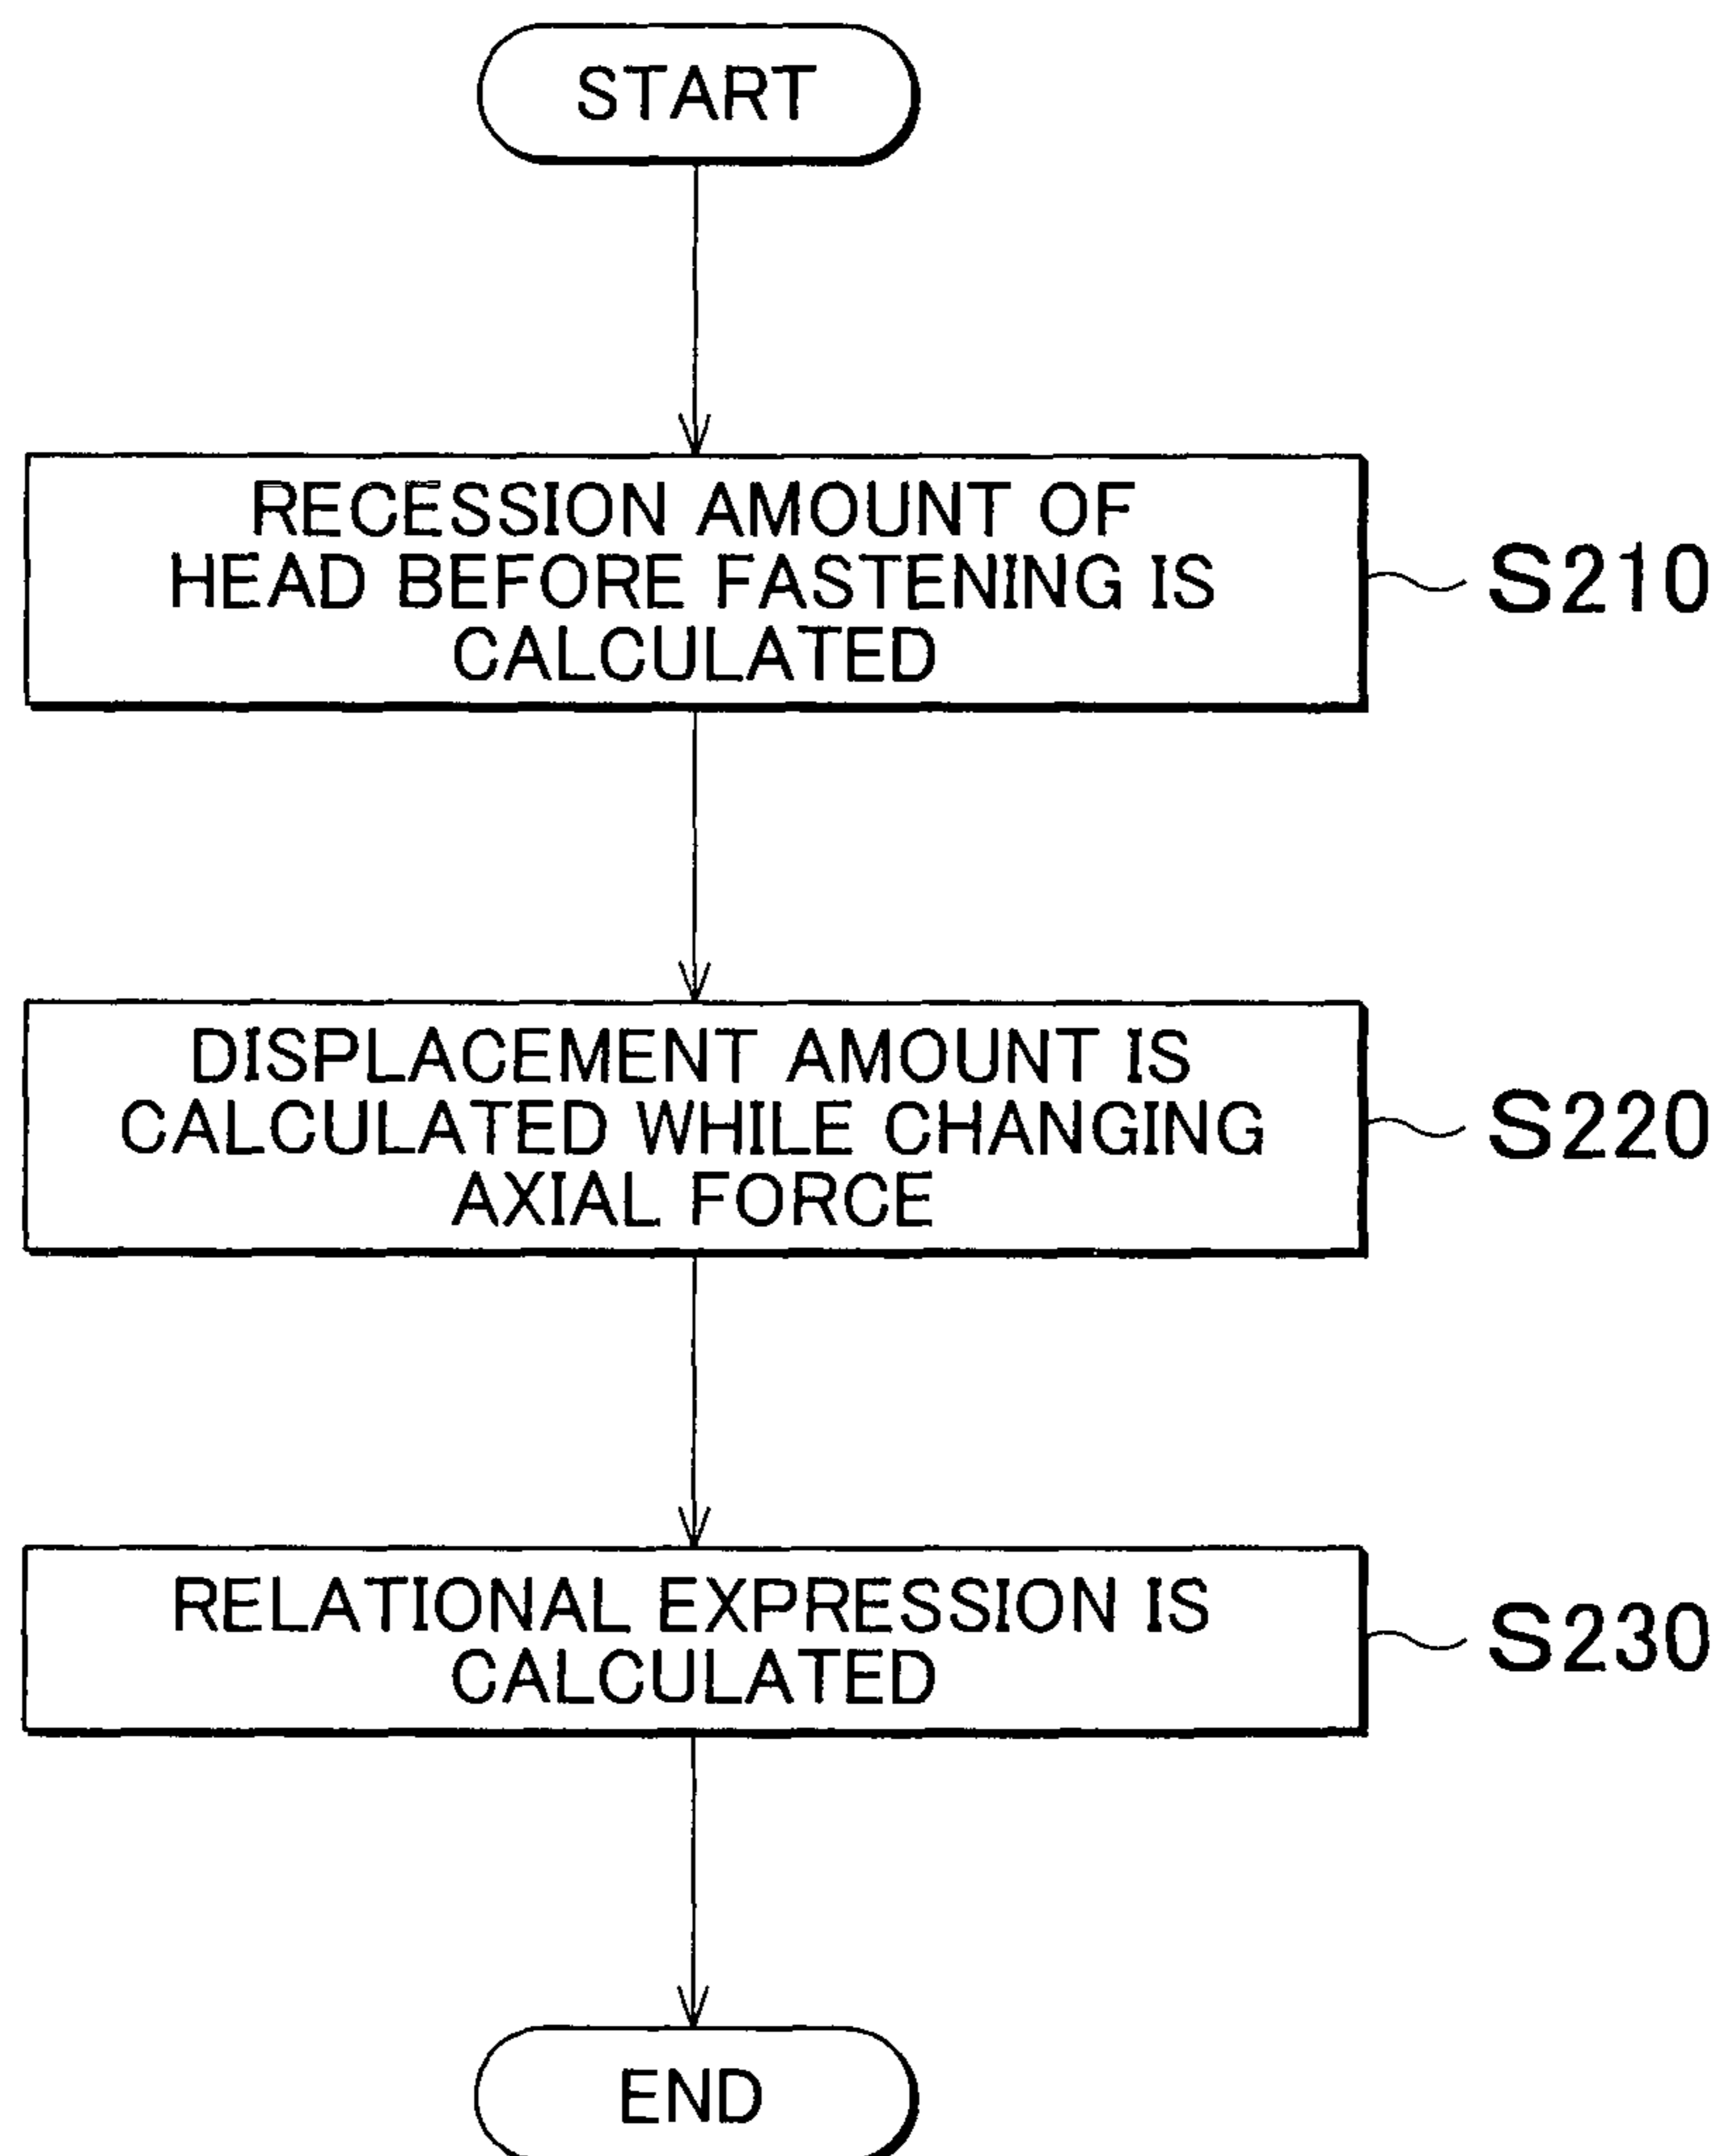 START
RECESSION AMOUNT OF
HEAD BEFORE FASTENING IS
CALCULATED
S210
DISPLACEMENT AMOUNT IS
CALCULATED WHILE CHANGING
AXIAL FORCE
S220
RELATIONAL EXPRESSION IS
CALCULATED
S230
END